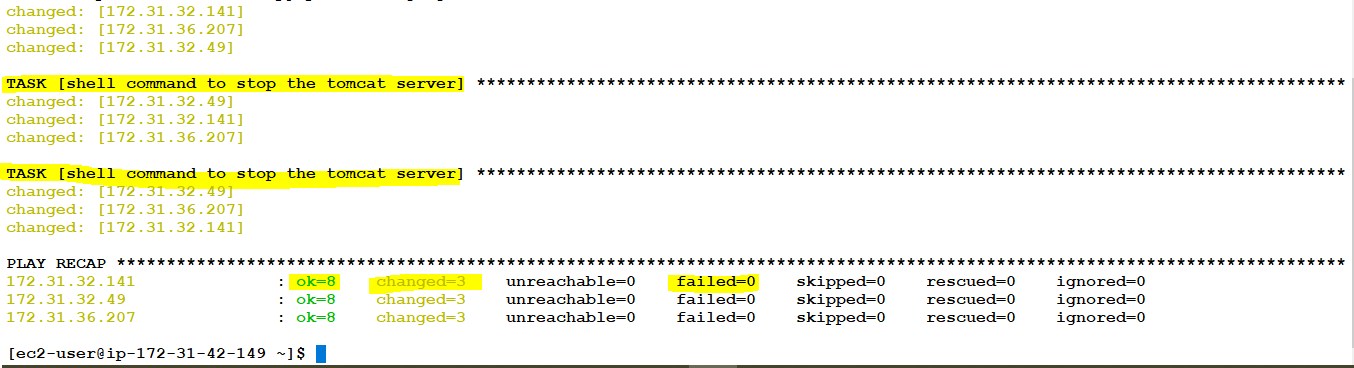 changed: [172.31.32.141]
changed: [172.31.36.207]
changed: [172.31.32.49]
TASK [shell command to stop the tomcat server] ***************************************************************************************
changed: [172.31.32.49]
changed: [172.31.32.141]
changed: [172.31.36.207]
TASK [shell command to stop the tomcat server] ***************************************************************************************
changed: [172.31.32.49]
changed: [172.31.36.207]
changed: [172.31.32.141]
PLAY RECAP ***************************************************************************************************************************
172.31.32.141 : ok=8 changed=3 unreachable=0 failed=0 skipped=0 rescued=0 ignored=0
172.31.32.49 : ok=8 changed=3 unreachable=0 failed=0 skipped=0 rescued=0 ignored=0
172.31.36.207 : ok=8 changed=3 unreachable=0 failed=0 skipped=0 rescued=0 ignored=0
[ec2-user@ip-172-31-42-149 ~]$